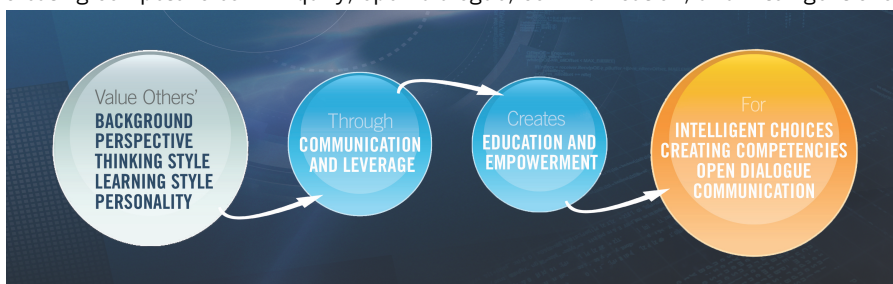 Value Others'
BACKGROUND
PERSPECTIVE
THINKING STYLE
LEARNING STYLE
PERSONALITY
Through
COMMUNICATION
AND LEVERAGE
Creates
EDUCATION AND
EMPOWERMENT
For
INTELLIGENT CHOICES
CREATING COMPETENCIES
OPEN DIALOGUE
COMMUNICATION